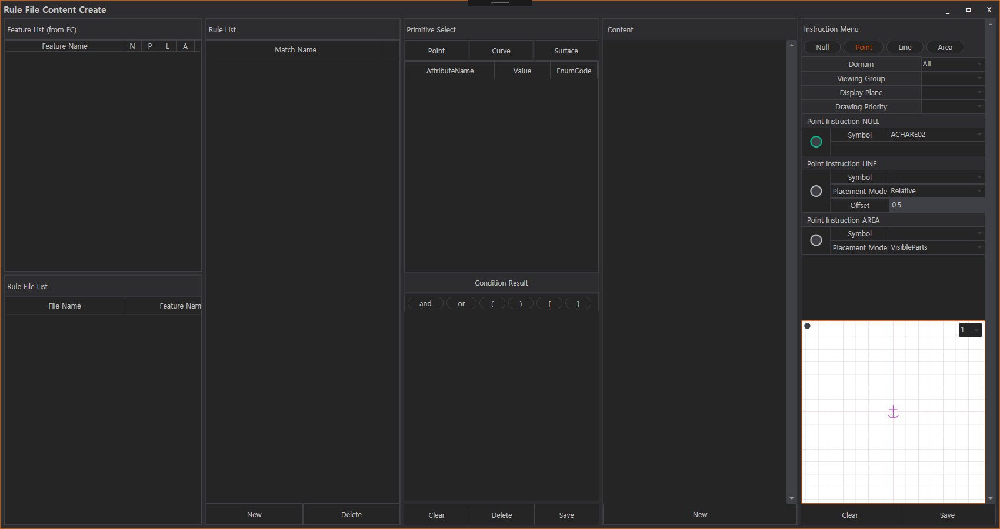 Rule File Content Create
_ X
Feature List (from FC)
Feature Name N P L A
Rule File List
File Name Feature Nam
Rule List
Match Name
New Delete
Primitive Select
Point Curve Surface
AttributeName Value EnumCode
Condition Result
and or ( ) [ ]
Clear Delete Save
Content
New
Instruction Menu
Null Point Line Area
Domain All
Viewing Group
Display Plane
Drawing Priority
Point Instruction NULL
Symbol ACHARE02
Point Instruction LINE
Symbol
Placement Mode Relative
Offset 0.5
Point Instruction AREA
Symbol
Placement Mode VisibleParts
1
Clear Save